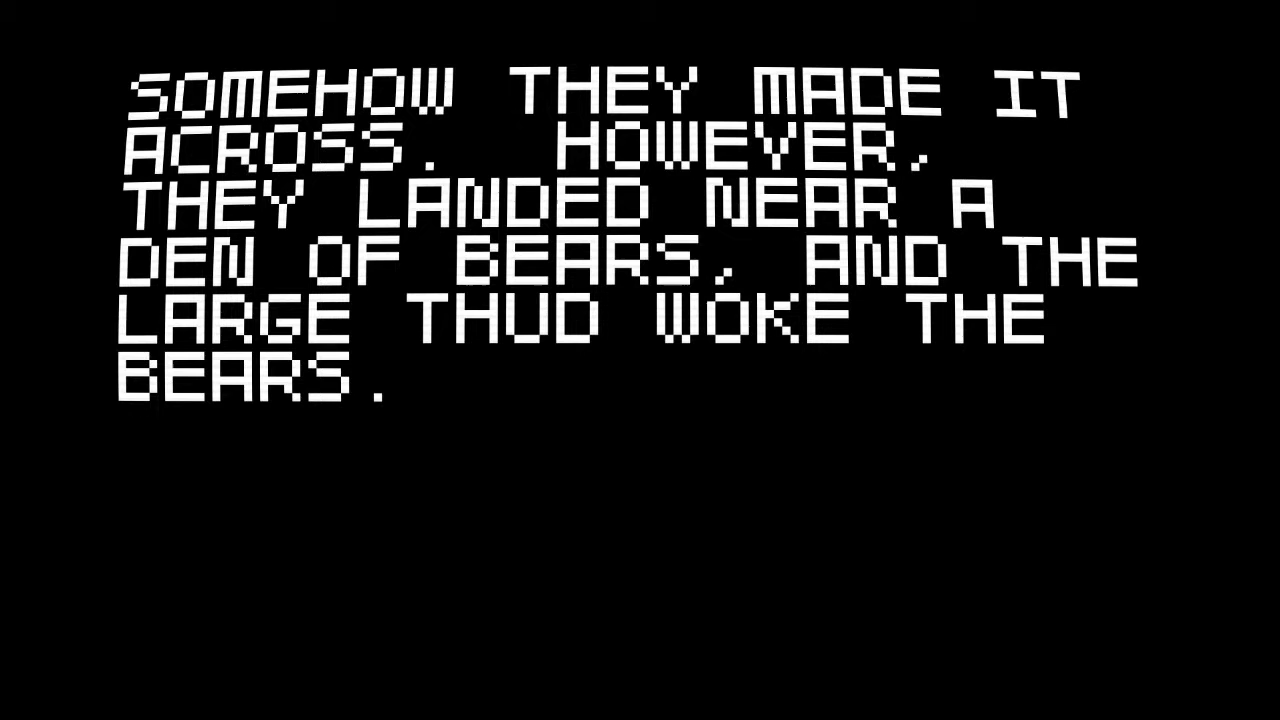 SOMEHOW THEY MADE IT
ACROSS.  HOWEVER,
THEY LANDED NEAR A
DEN OF BEARS, AND THE
LARGE THUD WOKE THE
BEARS.